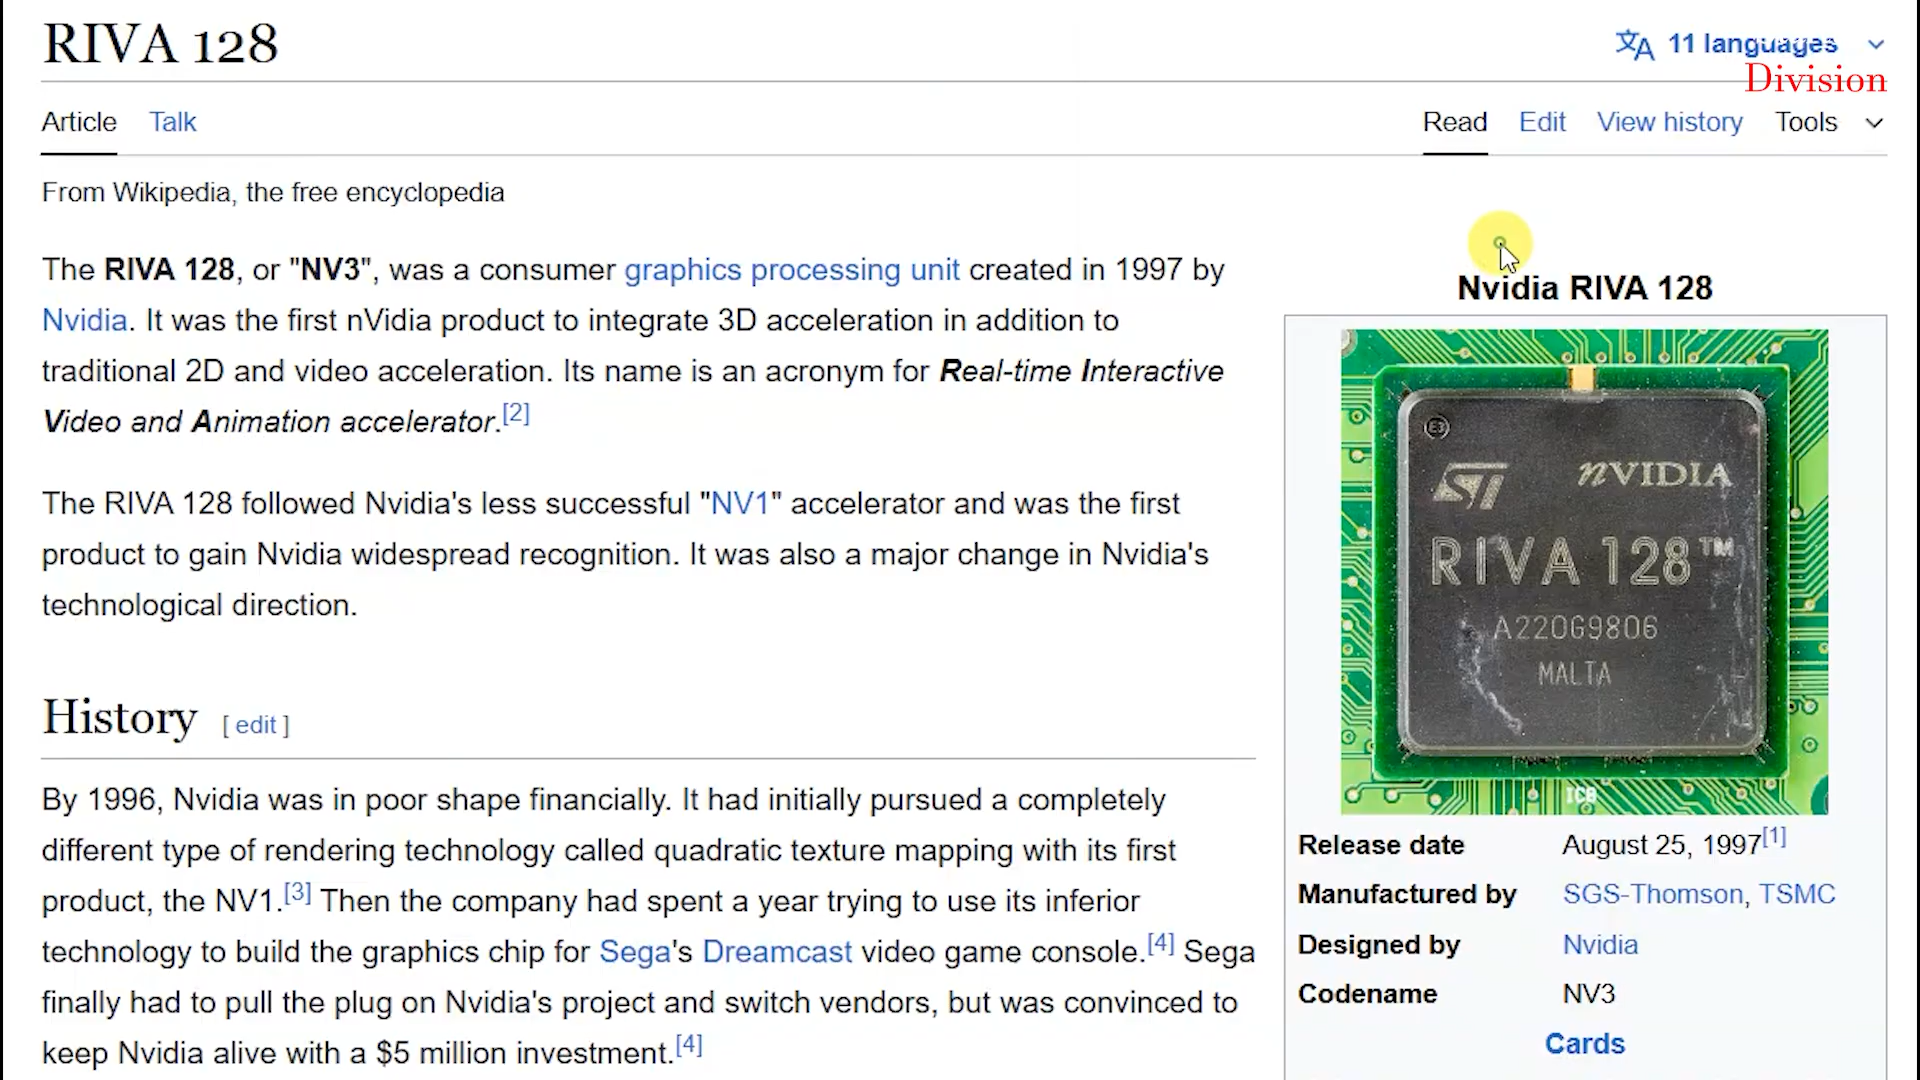 RIVA 128
11 languages
Division
Article Talk
Read Edit View history Tools
From Wikipedia, the free encyclopedia
The RIVA 128, or "NV3", was a consumer graphics processing unit created in 1997 by
Nvidia. It was the first nVidia product to integrate 3D acceleration in addition to
traditional 2D and video acceleration. Its name is an acronym for Real-time Interactive
Video and Animation accelerator.[2]
The RIVA 128 followed Nvidia's less successful "NV1" accelerator and was the first
product to gain Nvidia widespread recognition. It was also a major change in Nvidia's
technological direction.
History [ edit ]
By 1996, Nvidia was in poor shape financially. It had initially pursued a completely
different type of rendering technology called quadratic texture mapping with its first
product, the NV1.[3] Then the company had spent a year trying to use its inferior
technology to build the graphics chip for Sega's Dreamcast video game console.[4] Sega
finally had to pull the plug on Nvidia's project and switch vendors, but was convinced to
keep Nvidia alive with a $5 million investment.[4]
Nvidia RIVA 128
E3
ST nVIDIA
RIVA 128™
A22069806
MALTA
TCB
Release date August 25, 1997[1]
Manufactured by SGS-Thomson, TSMC
Designed by Nvidia
Codename NV3
Cards